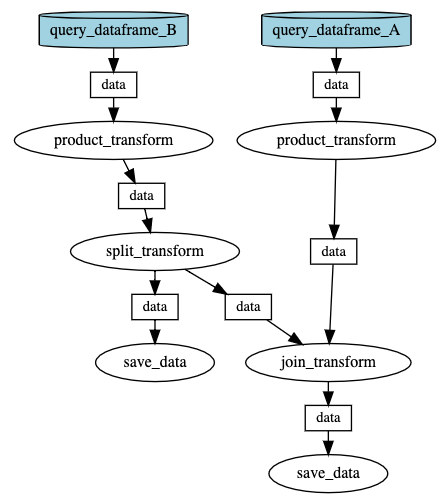 query_dataframe_B
query_dataframe_A
data
data
product_transform
product_transform
data
split_transform
data
data
data
save_data
join_transform
data
save_data